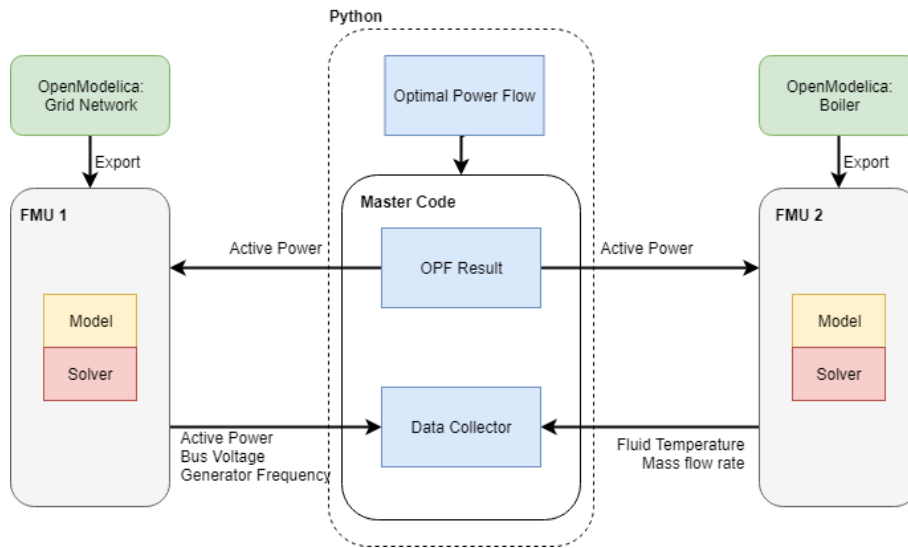 Python
OpenModelica:
Grid Network
Optimal Power Flow
OpenModelica:
Boiler
Export
Export
FMU 1
Master Code
FMU 2
Active Power
OPF Result
Active Power
Model
Solver
Model
Solver
Data Collector
Active Power
Bus Voltage
Generator Frequency
Fluid Temperature
Mass flow rate